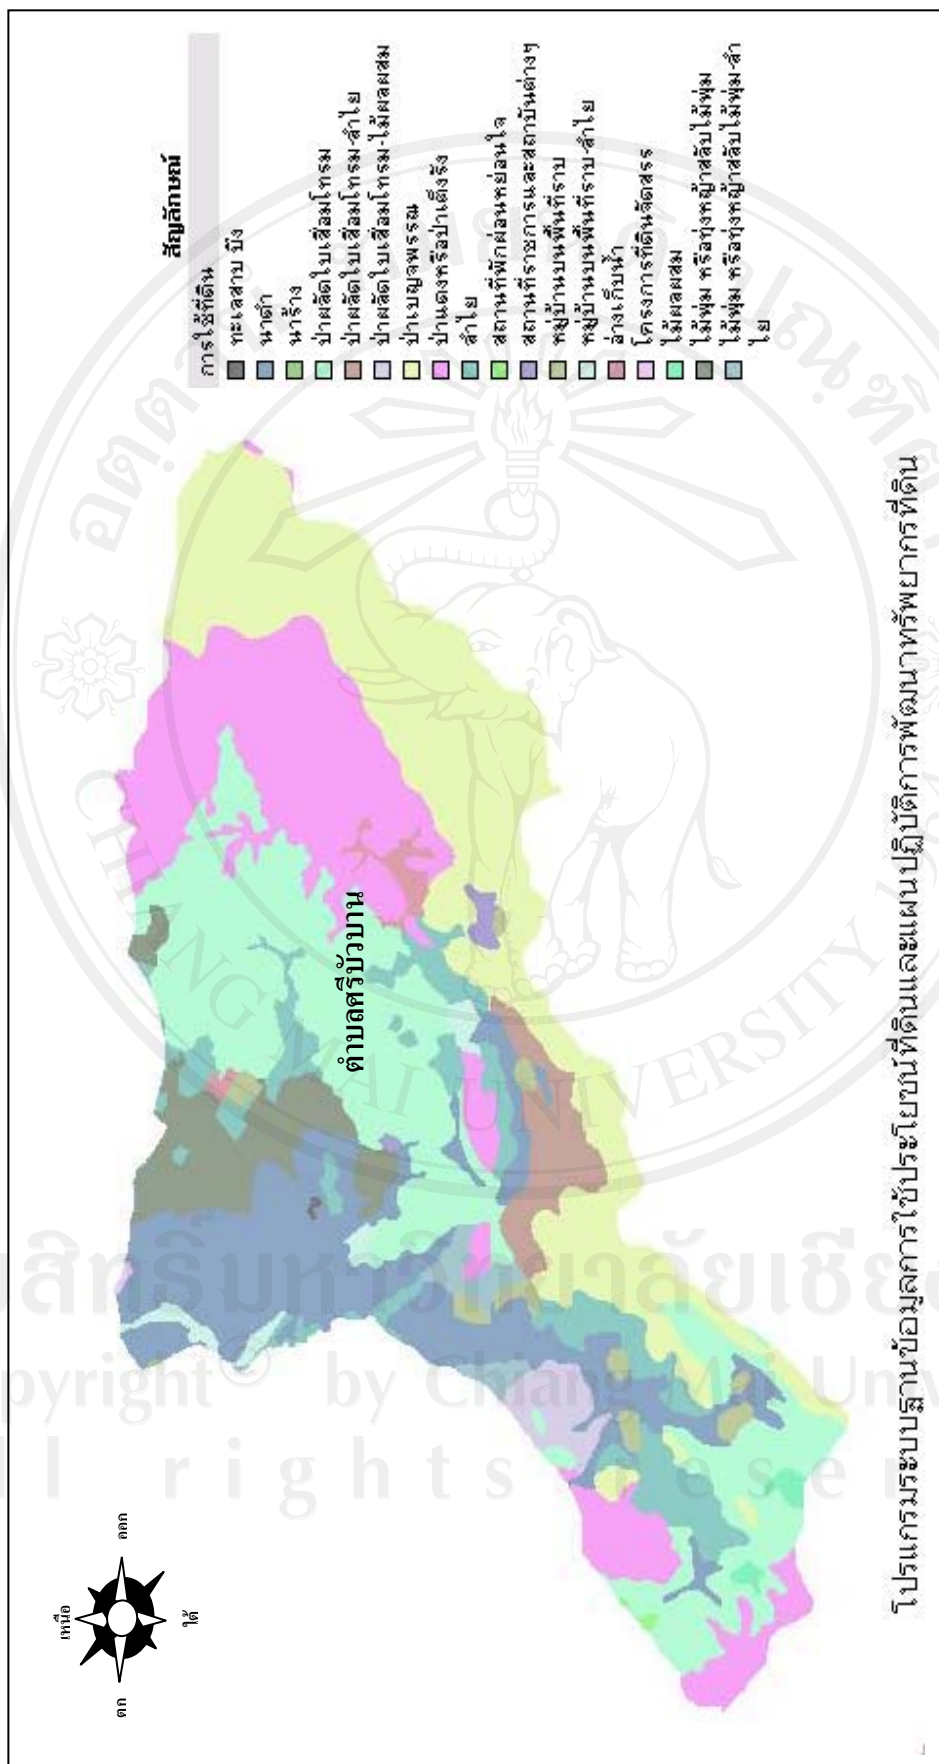 สัญลักษณ์
การใช้ที่ดิน
ทะเลสาบ บึง
นาดำ
นาร้าง
ป่าผลัดใบเสื่อมโทรม
ป่าผลัดใบเสื่อมโทรม-ลำไย
ป่าผลัดใบเสื่อมโทรม-ไม้ผลผสม
ป่าเบญจพรรณ
ป่าแดงหรือป่าเต็งรัง
ลำไย
สถานที่พักผ่อนหย่อนใจ
สถานที่ราชการและสถาบันต่างๆ
หมู่บ้านบนพื้นที่ราบ
หมู่บ้านบนพื้นที่ราบ-ลำไย
อ่างเก็บน้ำ
โครงการที่ดินจัดสรร
ไม้ผลผสม
ไม้พุ่ม หรือทุ่งหญ้าสลับไม้พุ่ม
ไม้พุ่ม หรือทุ่งหญ้าสลับไม้พุ่ม-ลำ
ไย
ตำบลศรีบัวบาน
เหนือ
ตก
ออก
ใต้
โปรแกรมระบบฐานข้อมูลการใช้ประโยชน์ที่ดินและแผนปฏิบัติการพัฒนาทรัพยากรที่ดิน
CHIANG MAI UNIVERSITY
by Chiang Mai Univ
All rights reser